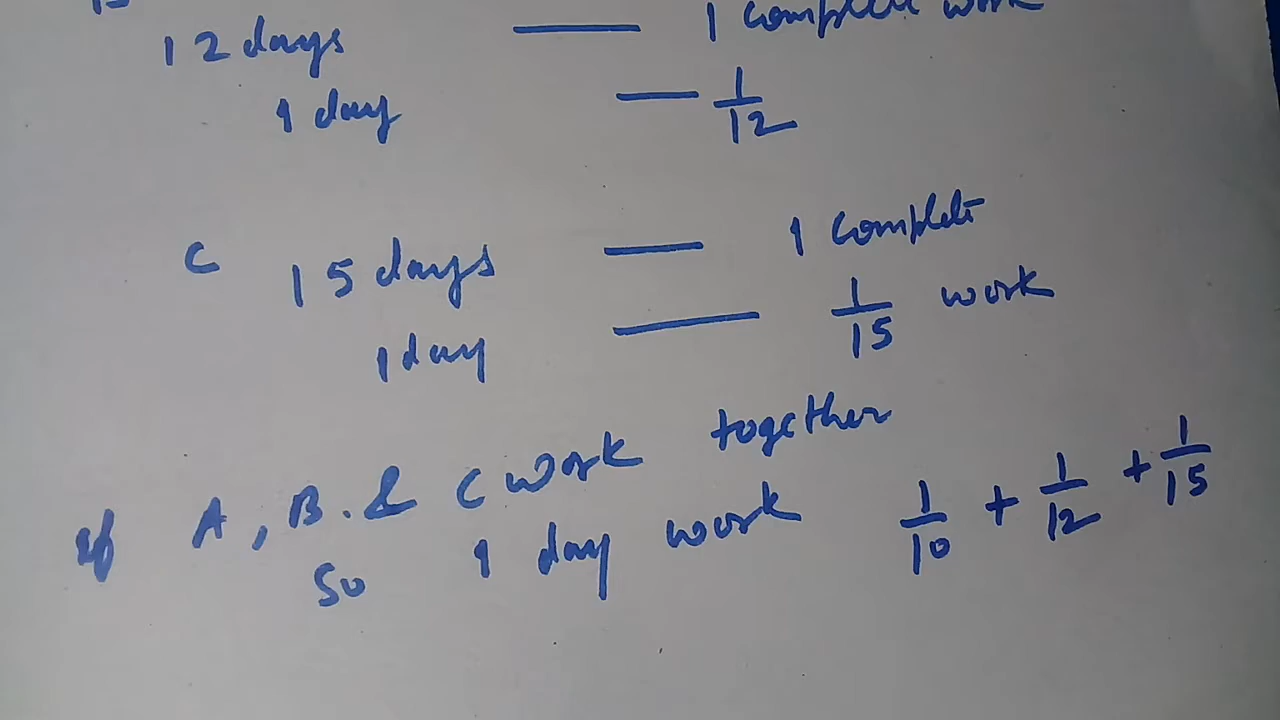 12 days — 1 complete work
1 day — 1/12
C 15 days — 1 complete
1 day — 1/15 work
If A, B. & C work together
So 1 day work 1/10 + 1/12 + 1/15